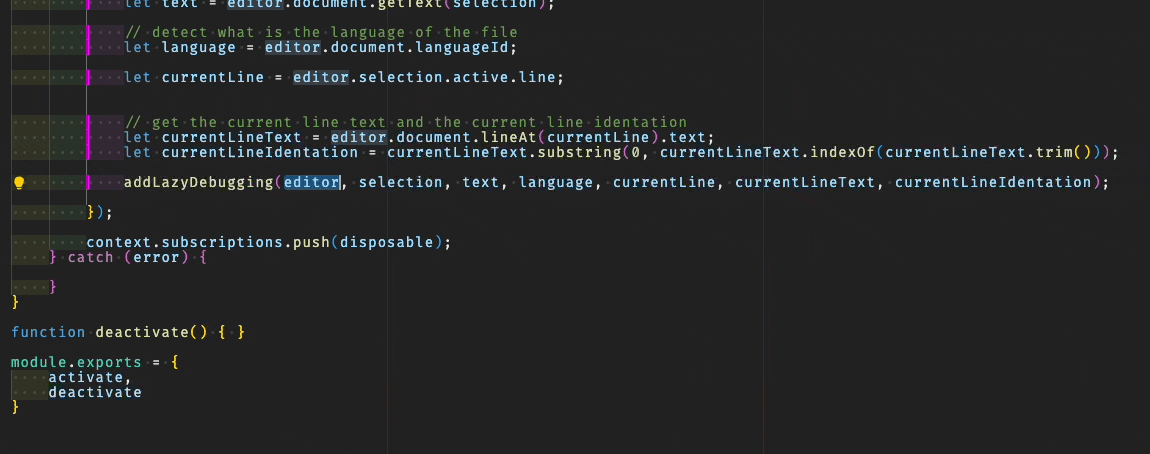 let text = editor.document.getText(selection);
// detect what is the language of the file
let language = editor.document.languageId;
let currentLine = editor.selection.active.line;
// get the current line text and the current line identation
let currentLineText = editor.document.lineAt(currentLine).text;
let currentLineIdentation = currentLineText.substring(0, currentLineText.indexOf(currentLineText.trim()));
addLazyDebugging(editor, selection, text, language, currentLine, currentLineText, currentLineIdentation);
});
context.subscriptions.push(disposable);
} catch (error) {
}
}
function deactivate() { }
module.exports = {
activate,
deactivate
}